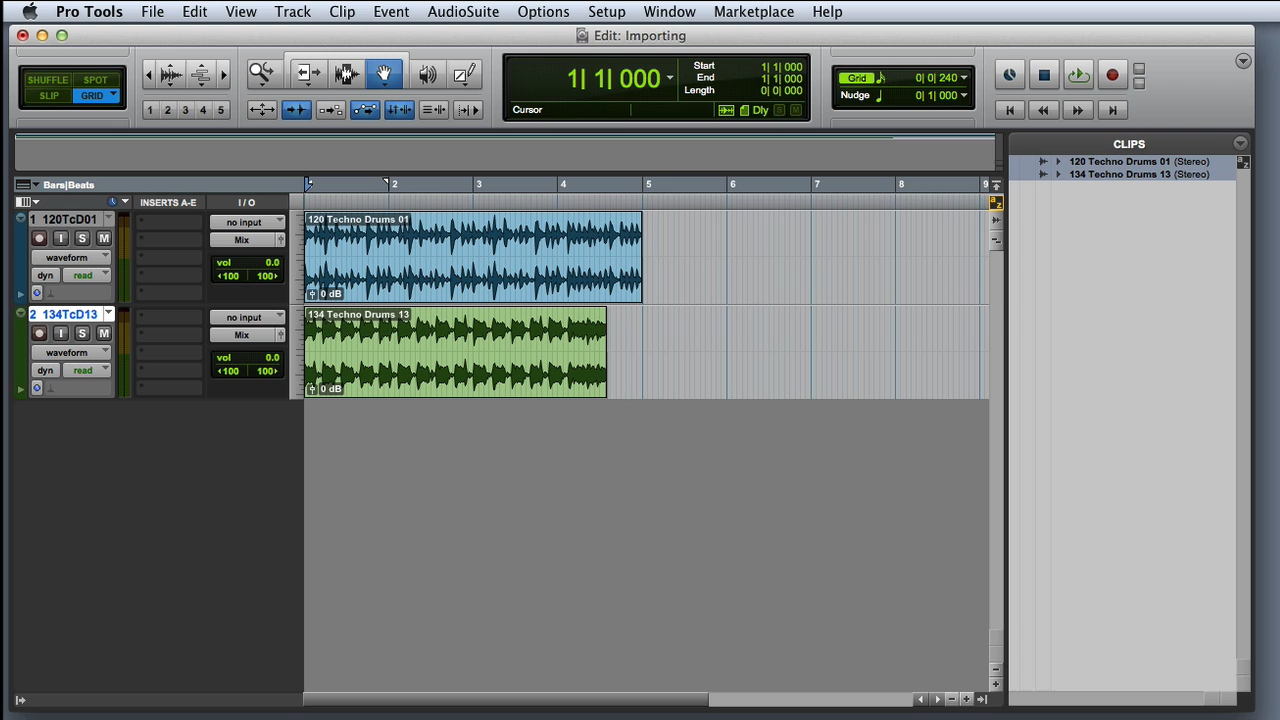 Pro Tools File Edit View Track Clip Event AudioSuite Options Setup Window Marketplace Help
Edit: Importing
SHUFFLE SPOT
SLIP GRID
1 2 3 4 5
1| 1| 000
Start 1| 1| 000
End 1| 1| 000
Length 0| 0| 000
Cursor
Dly S M
Grid 0| 0| 240
Nudge 0| 1| 000
CLIPS
120 Techno Drums 01 (Stereo)
134 Techno Drums 13 (Stereo)
a z
Bars|Beats
2 3 4 5 6 7 8 9
INSERTS A-E I / O
a z
1 120TcD01
I S M
waveform
dyn read
no input
Mix
vol 0.0
100 100
120 Techno Drums 01
0 dB
2 134TcD13
I S M
waveform
dyn read
no input
Mix
vol 0.0
100 100
134 Techno Drums 13
0 dB